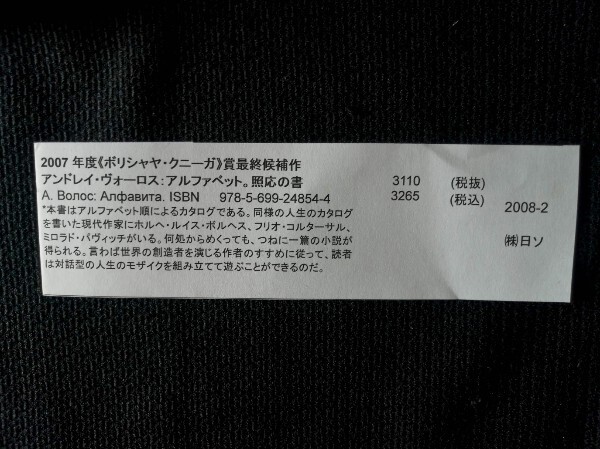 2007 年度《ボリシャヤ・クニーガ》賞最終候補作
アンドレイ・ヴォーロス：アルファベット。照応の書 3110 (税抜)
А. Волос: Алфавита. ISBN 978-5-699-24854-4 3265 (税込) 2008-2
*本書はアルファベット順によるカタログである。同様の人生のカタログ
を書いた現代作家にホルヘ・ルイス・ボルヘス、フリオ・コルターサル、
ミロラド・パヴィッチがいる。何処からめくっても、つねに一篇の小説が
得られる。言わば世界の創造者を演じる作者のすすめに従って、読者
は対話型の人生のモザイクを組み立てて遊ぶことができるのだ。
㈱日ソ